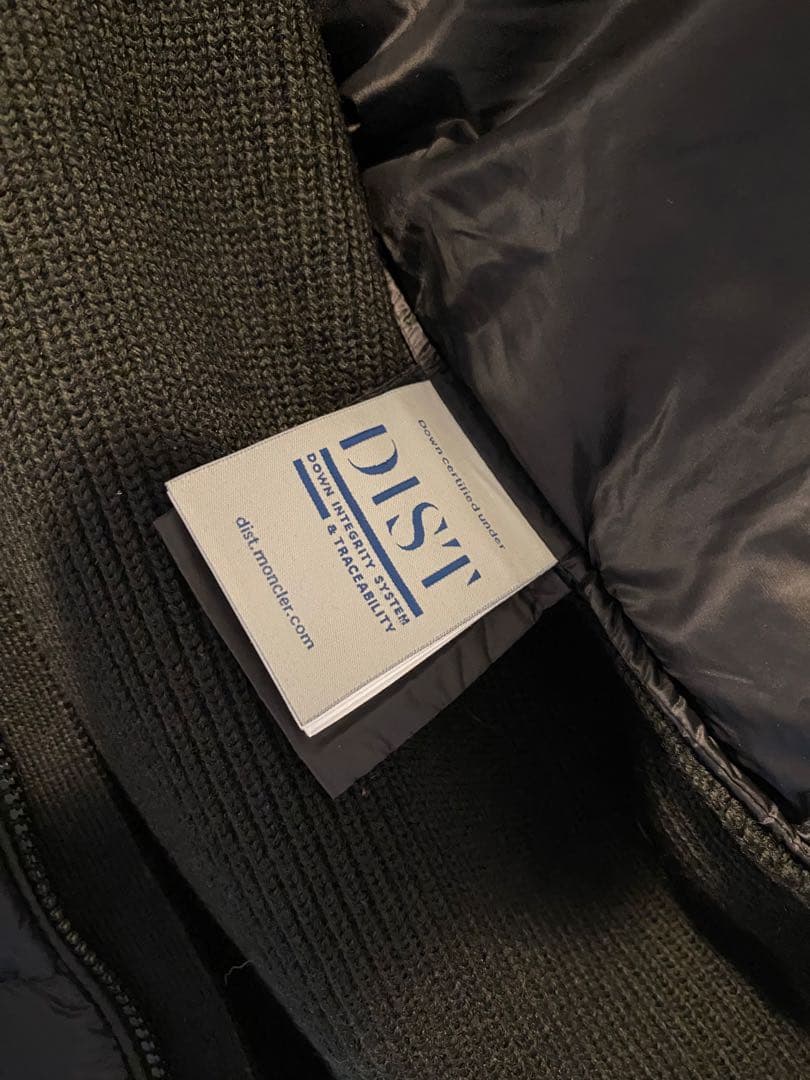 Down certified under
DIST
DOWN INTEGRITY SYSTEM
& TRACEABILITY
dist.moncler.com